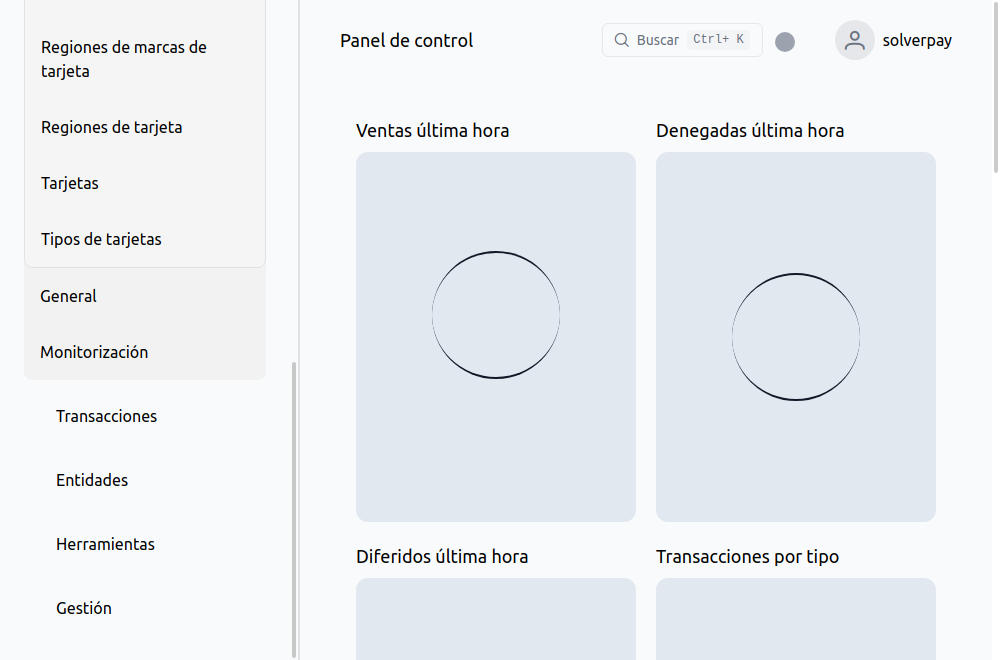 Regiones de marcas de
tarjeta
Regiones de tarjeta
Tarjetas
Tipos de tarjetas
General
Monitorización
Transacciones
Entidades
Herramientas
Gestión
Panel de control
Buscar Ctrl+ K
solverpay
Ventas última hora
Denegadas última hora
Diferidos última hora
Transacciones por tipo